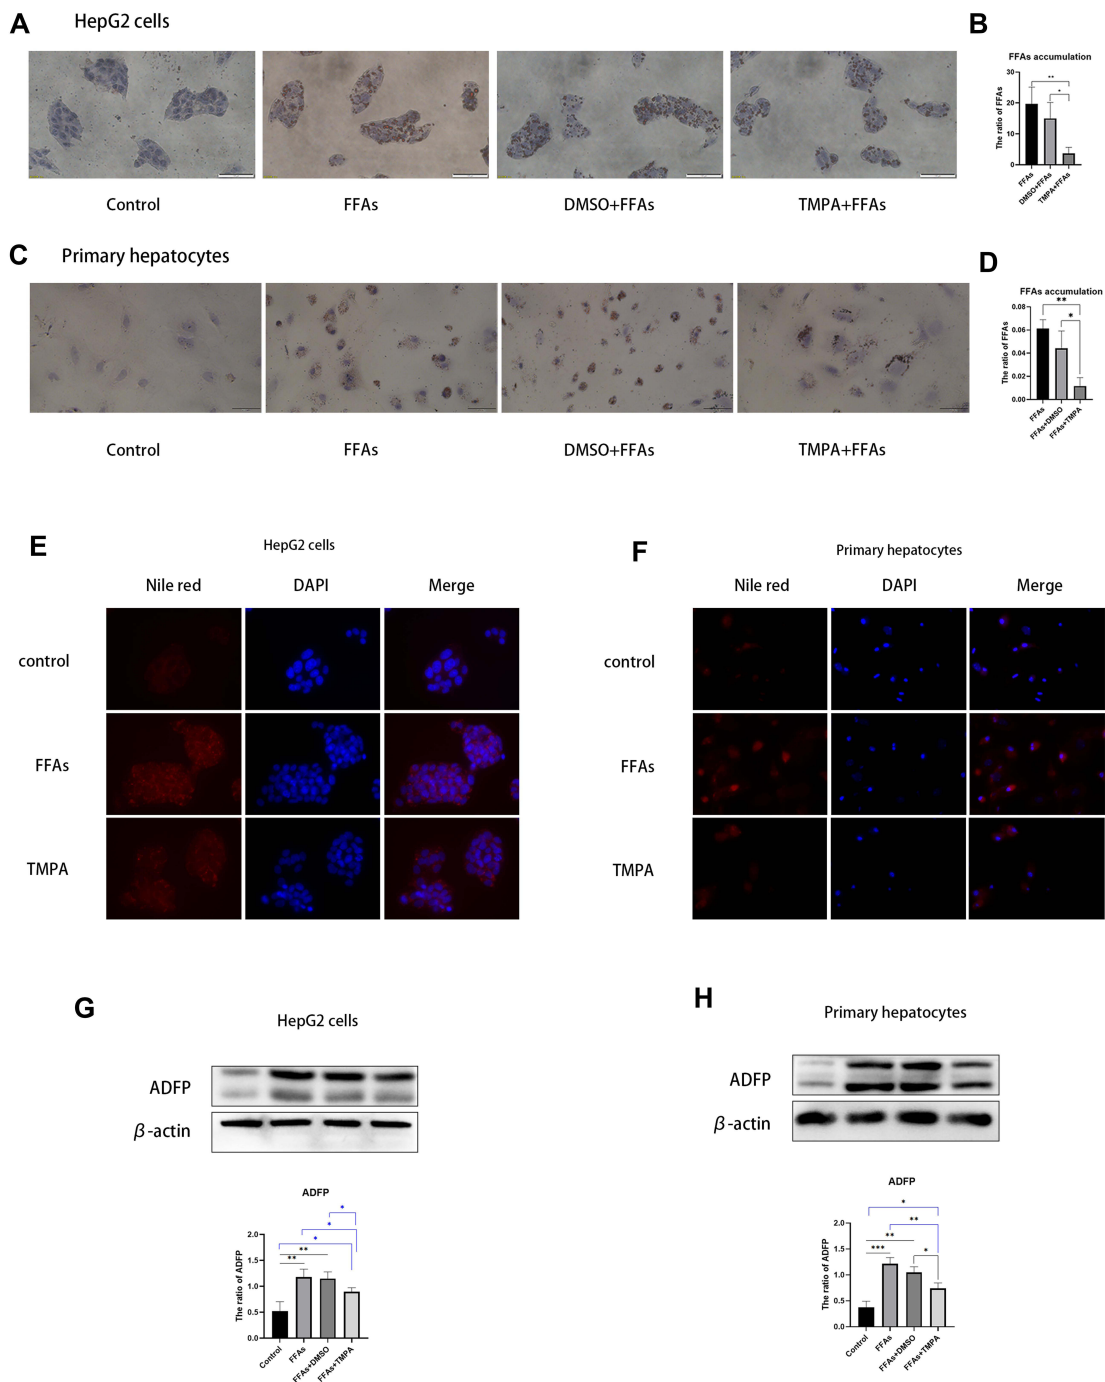 A
HepG2 cells
Control
FFAs
DMSO+FFAs
TMPA+FFAs
B
FFAs accumulation
The ratio of FFAs
30
20
10
0
**
*
FFAs
DMSO+FFAs
TMPA+FFAs
C
Primary hepatocytes
Control
FFAs
DMSO+FFAs
TMPA+FFAs
D
FFAs accumulation
The ratio of FFAs
0.08
0.06
0.04
0.02
0.00
**
*
FFAs
FFAs+DMSO
FFAs+TMPA
E
HepG2 cells
Nile red
DAPI
Merge
control
FFAs
TMPA
F
Primary hepatocytes
Nile red
DAPI
Merge
control
FFAs
TMPA
G
HepG2 cells
ADFP
β-actin
ADFP
The ratio of ADFP
2.0
1.5
1.0
0.5
0.0
*
*
*
**
**
Control
FFAs
FFAs+DMSO
FFAs+TMPA
H
Primary hepatocytes
ADFP
β-actin
ADFP
The ratio of ADFP
2.0
1.5
1.0
0.5
0.0
*
**
**
***
*
Control
FFAs
FFAs+DMSO
FFAs+TMPA